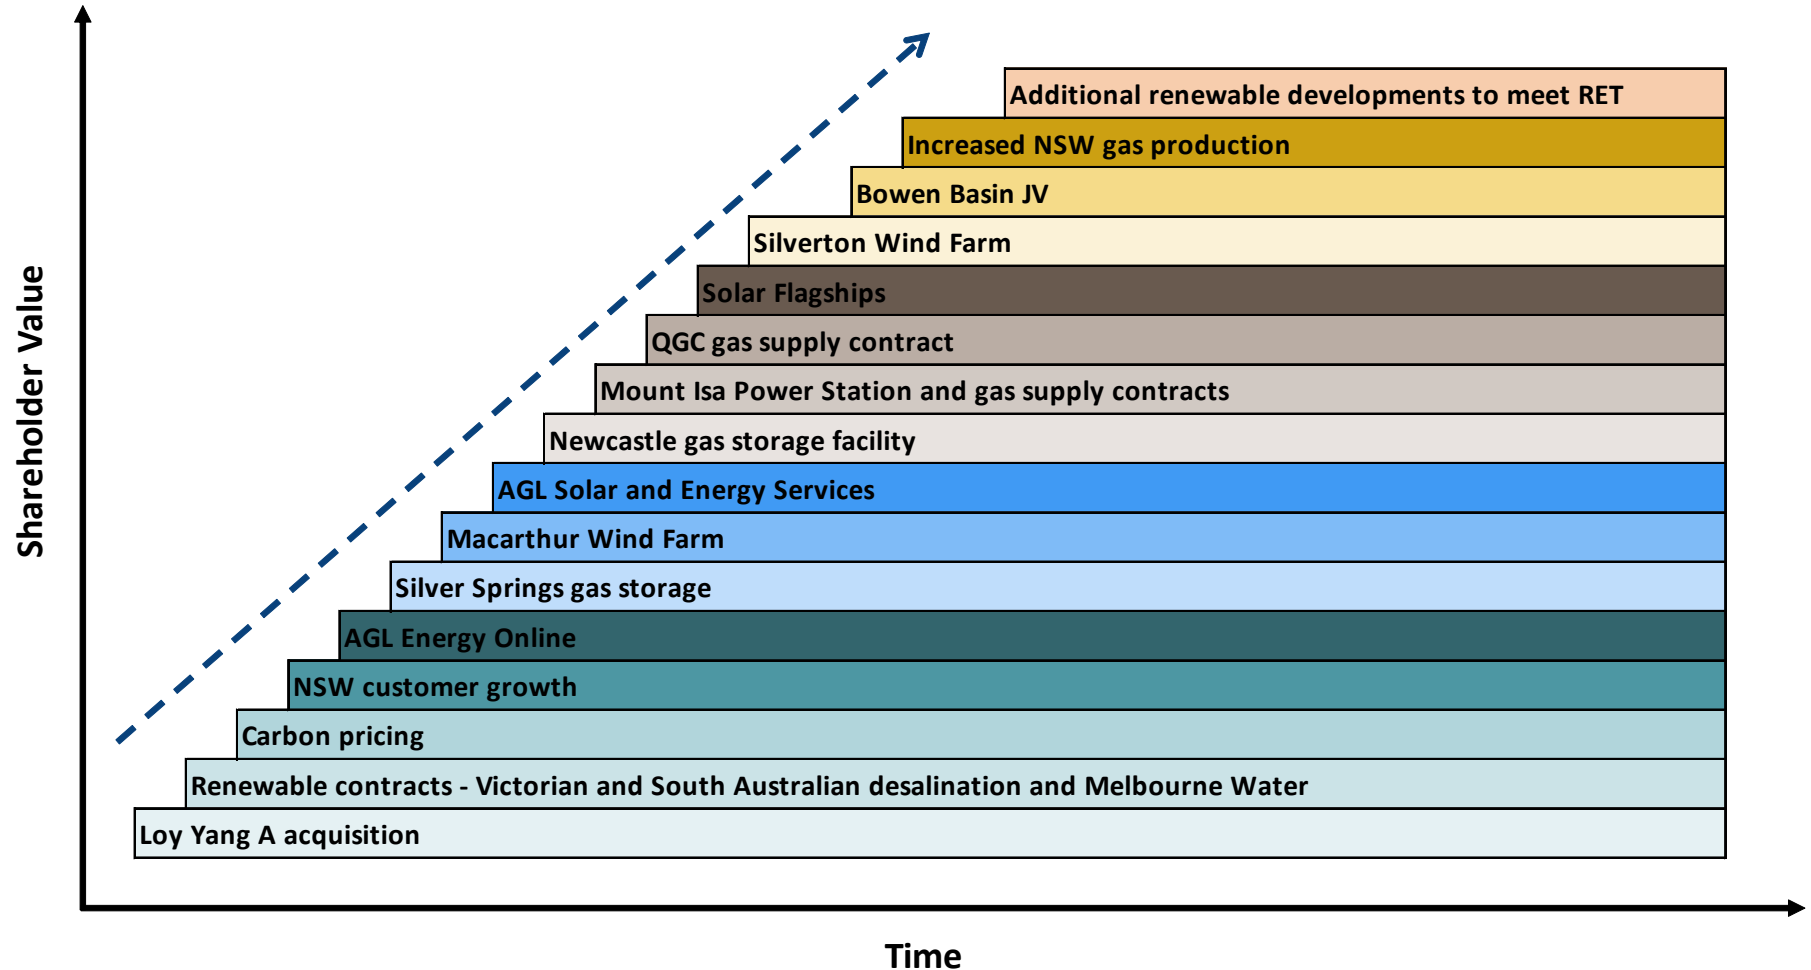 Additional renewable developments to meet RET
Increased NSW gas production
Bowen Basin JV
Silverton Wind Farm
Solar Flagships
QGC gas supply contract
Mount Isa Power Station and gas supply contracts
Newcastle gas storage facility
AGL Solar and Energy Services
Macarthur Wind Farm
Silver Springs gas storage
AGL Energy Online
NSW customer growth
Carbon pricing
Renewable contracts - Victorian and South Australian desalination and Melbourne Water
Loy Yang A acquisition
Shareholder Value
Time